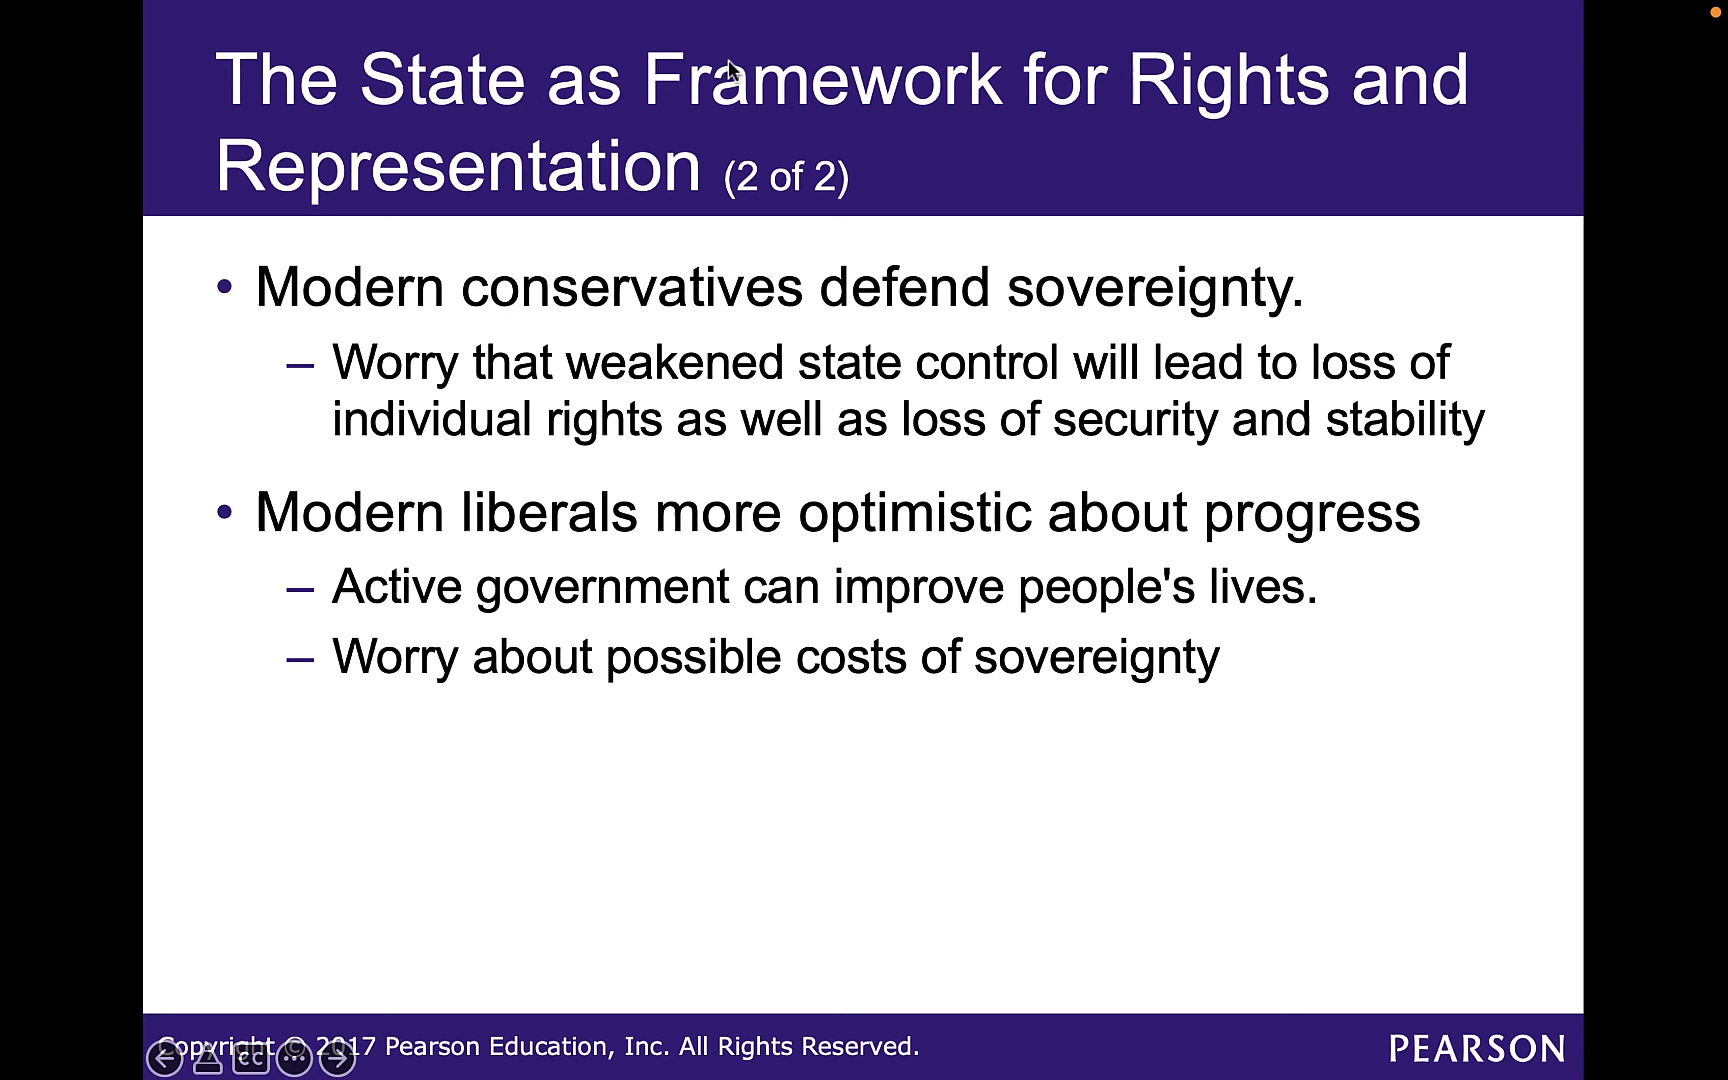 The State as Framework for Rights and
Representation (2 of 2)
• Modern conservatives defend sovereignty.
– Worry that weakened state control will lead to loss of
individual rights as well as loss of security and stability
• Modern liberals more optimistic about progress
– Active government can improve people's lives.
– Worry about possible costs of sovereignty
Copyright © 2017 Pearson Education, Inc. All Rights Reserved.
PEARSON
CC